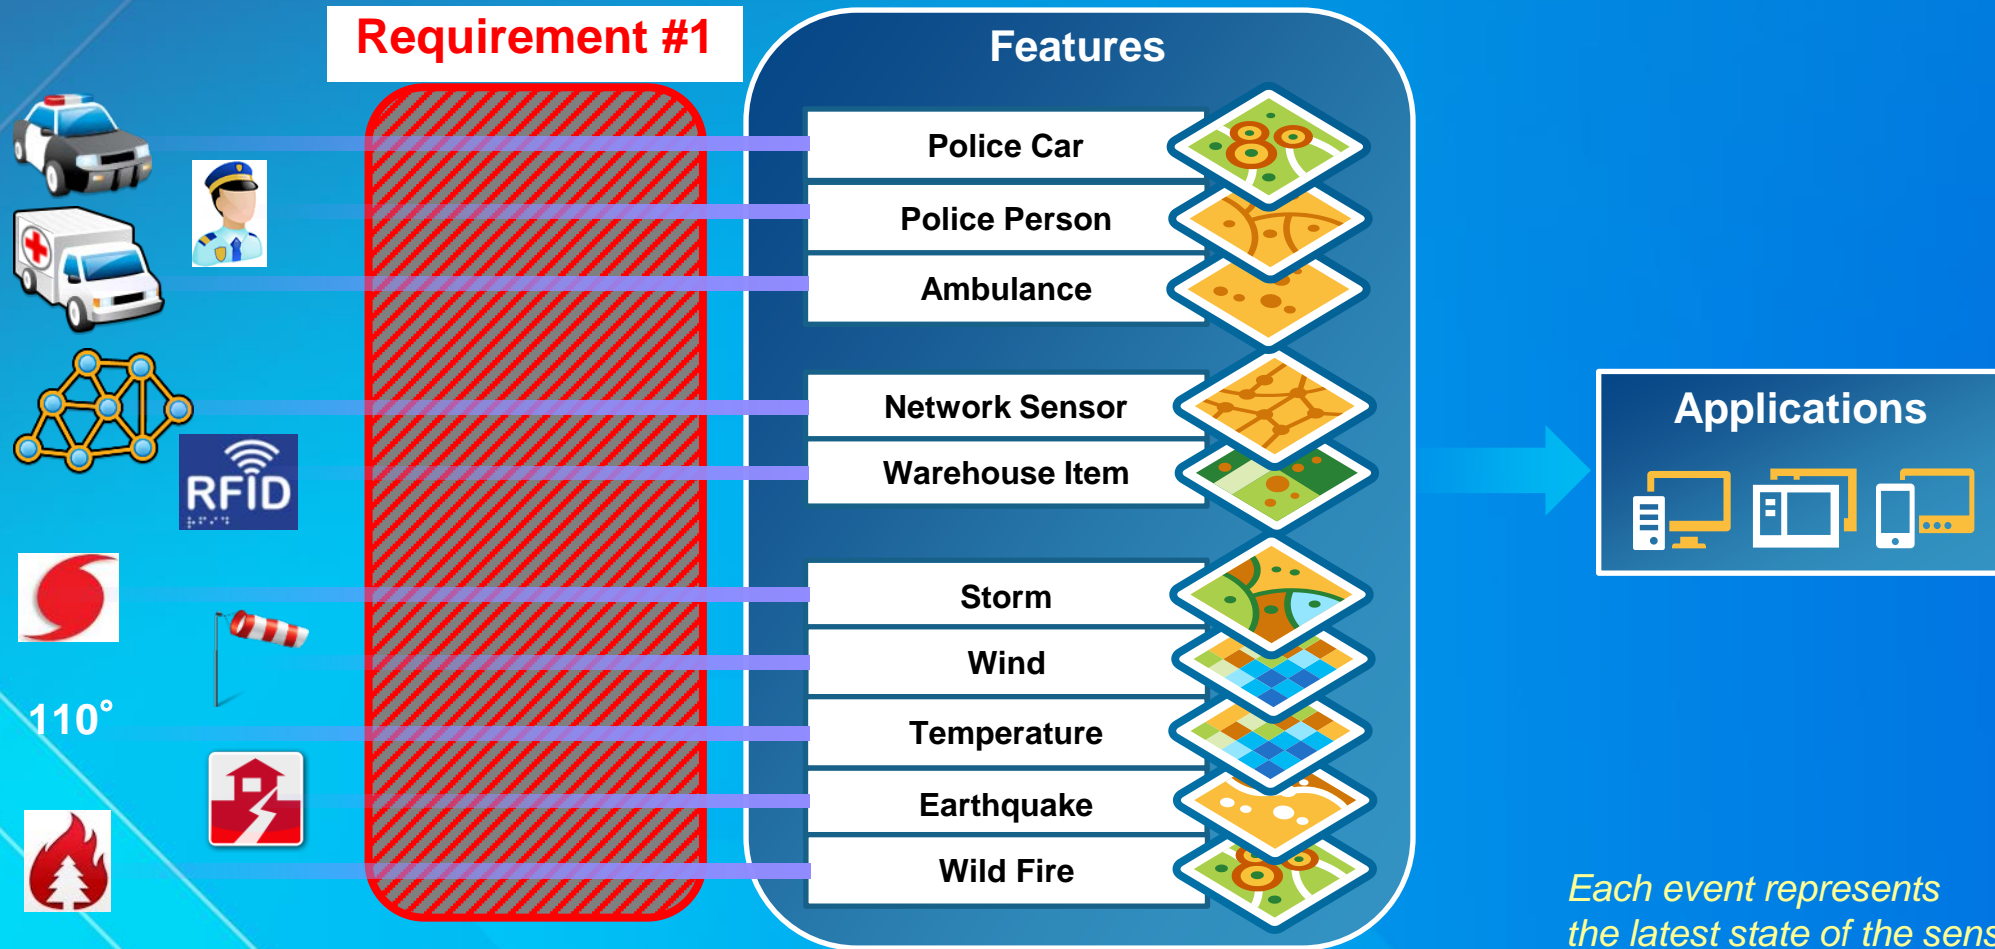 Requirement #1
Features
Police Car
Police Person
Ambulance
Network Sensor
Warehouse Item
RFID
Storm
Wind
110°
Temperature
Earthquake
Wild Fire
Applications
Each event represents
the latest state of the sens